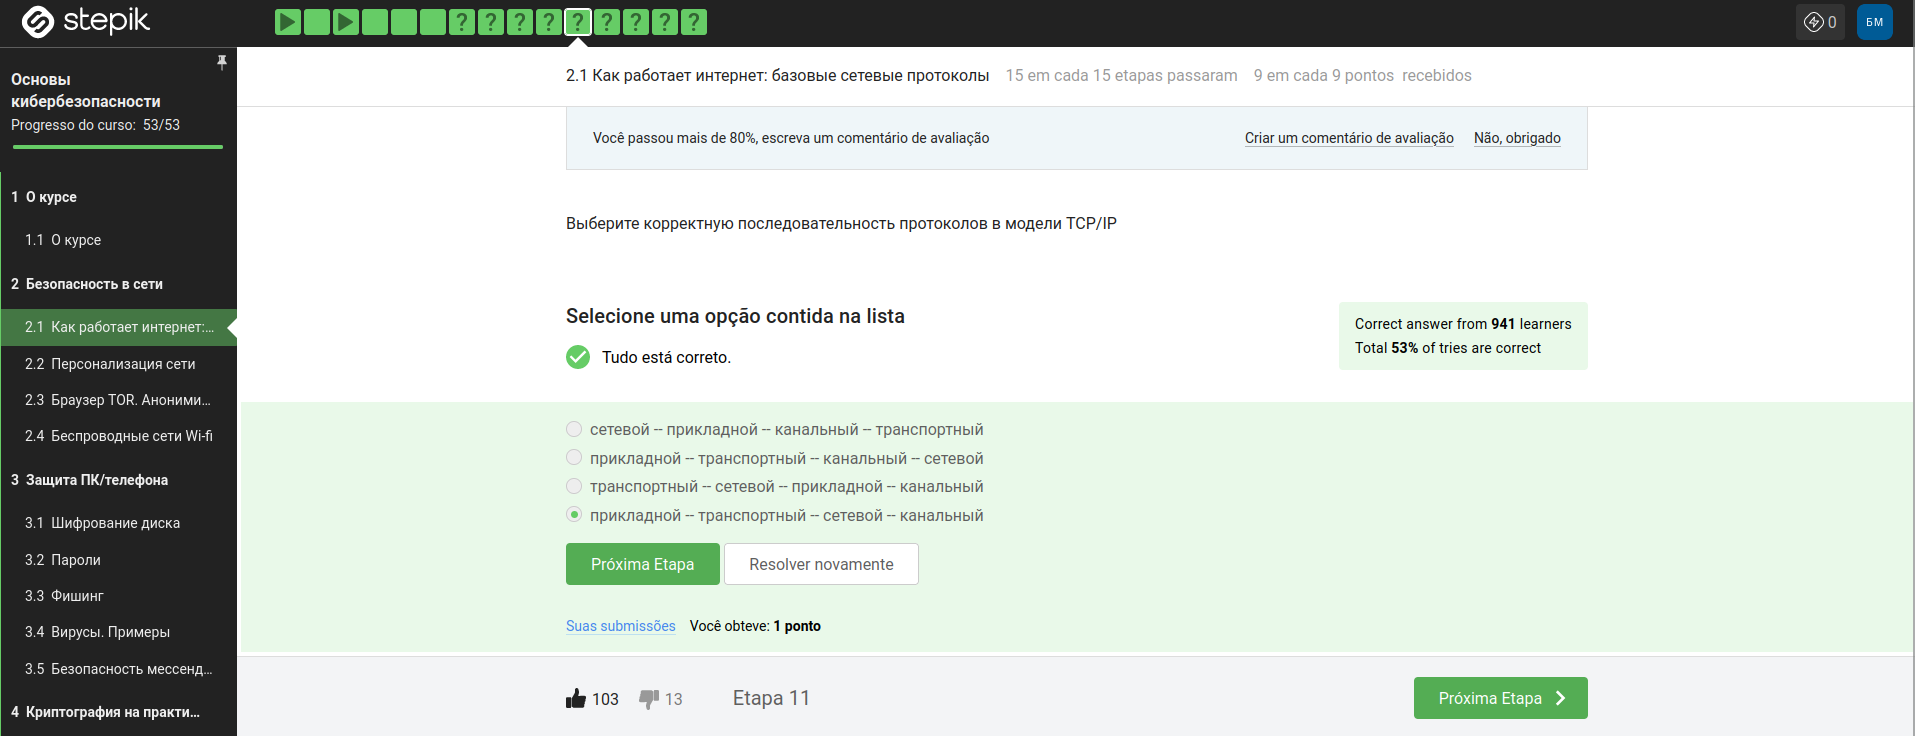 stepik
? ? ? ? ? ? ? ? ?
0
БМ
Основы
кибербезопасности
Progresso do curso: 53/53
1 О курсе
1.1 О курсе
2 Безопасность в сети
2.1 Как работает интернет:...
2.2 Персонализация сети
2.3 Браузер TOR. Аноними...
2.4 Беспроводные сети Wi-fi
3 Защита ПК/телефона
3.1 Шифрование диска
3.2 Пароли
3.3 Фишинг
3.4 Вирусы. Примеры
3.5 Безопасность мессенд...
4 Криптография на практи...
2.1 Как работает интернет: базовые сетевые протоколы 15 em cada 15 etapas passaram 9 em cada 9 pontos recebidos
Você passou mais de 80%, escreva um comentário de avaliação Criar um comentário de avaliação Não, obrigado
Выберите корректную последовательность протоколов в модели TCP/IP
Selecione uma opção contida na lista
Tudo está correto.
Correct answer from 941 learners
Total 53% of tries are correct
сетевой -- прикладной -- канальный -- транспортный
прикладной -- транспортный -- канальный -- сетевой
транспортный -- сетевой -- прикладной -- канальный
прикладной -- транспортный -- сетевой -- канальный
Próxima Etapa Resolver novamente
Suas submissões Você obteve: 1 ponto
103 13 Etapa 11 Próxima Etapa